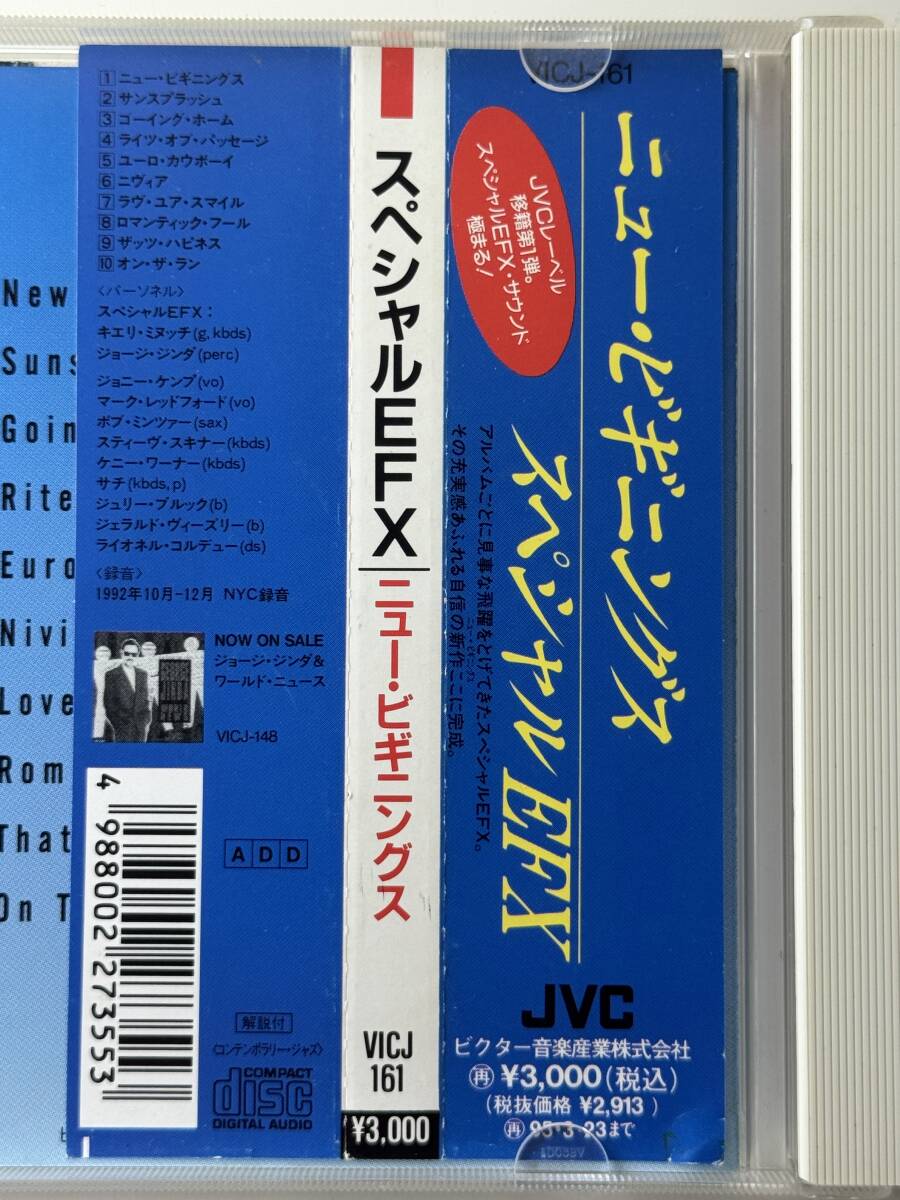 New
Suns
Goin
Rite
Euro
Nivi
Love
Rom
That
On T
1 ニュー・ビギニングス
2 サンスプラッシュ
3 ゴーイング・ホーム
4 ライツ・オブ・パッセージ
5 ユーロ・カウボーイ
6 ニヴィア
7 ラヴ・ユア・スマイル
8 ロマンティック・フール
9 ザッツ・ハピネス
10 オン・ザ・ラン
〈パーソネル〉
スペシャルEFX:
キエリ・ミヌッチ(g, kbds)
ジョージ・ジンダ(perc)
ジョニー・ケンプ(vo)
マーク・レッドフォード(vo)
ボブ・ミンツァー(sax)
スティーヴ・スキナー(kbds)
ケニー・ワーナー(kbds)
サチ(kbds, p)
ジュリー・ブルック(b)
ジェラルド・ヴィーズリー(b)
ライオネル・コルデュー(ds)
〈録音〉
1992年10月-12月 NYC録音
NOW ON SALE
ジョージ・ジンダ&
ワールド・ニュース
VICJ-148
4 988002 273553
ADD
解説付
〈コンテンポラリー・ジャズ〉
COMPACT
disc
DIGITAL AUDIO
スペシャルEFX
ニュー・ビギニングス
VICJ
161
¥3,000
VICJ-161
ニュー・ビギニングス
スペシャルEFX
JVCレーベル
移籍第1弾。
スペシャルEFX・サウンド
極まる!
アルバムごとに見事な飛躍をとげてきたスペシャルEFX。
ニュー・ビギニングス
その充実感あふれる自信の新作ここに完成。
JVC
ビクター音楽産業株式会社
再 ¥3,000(税込)
(税抜価格 ¥2,913)
再 95・3・23まで